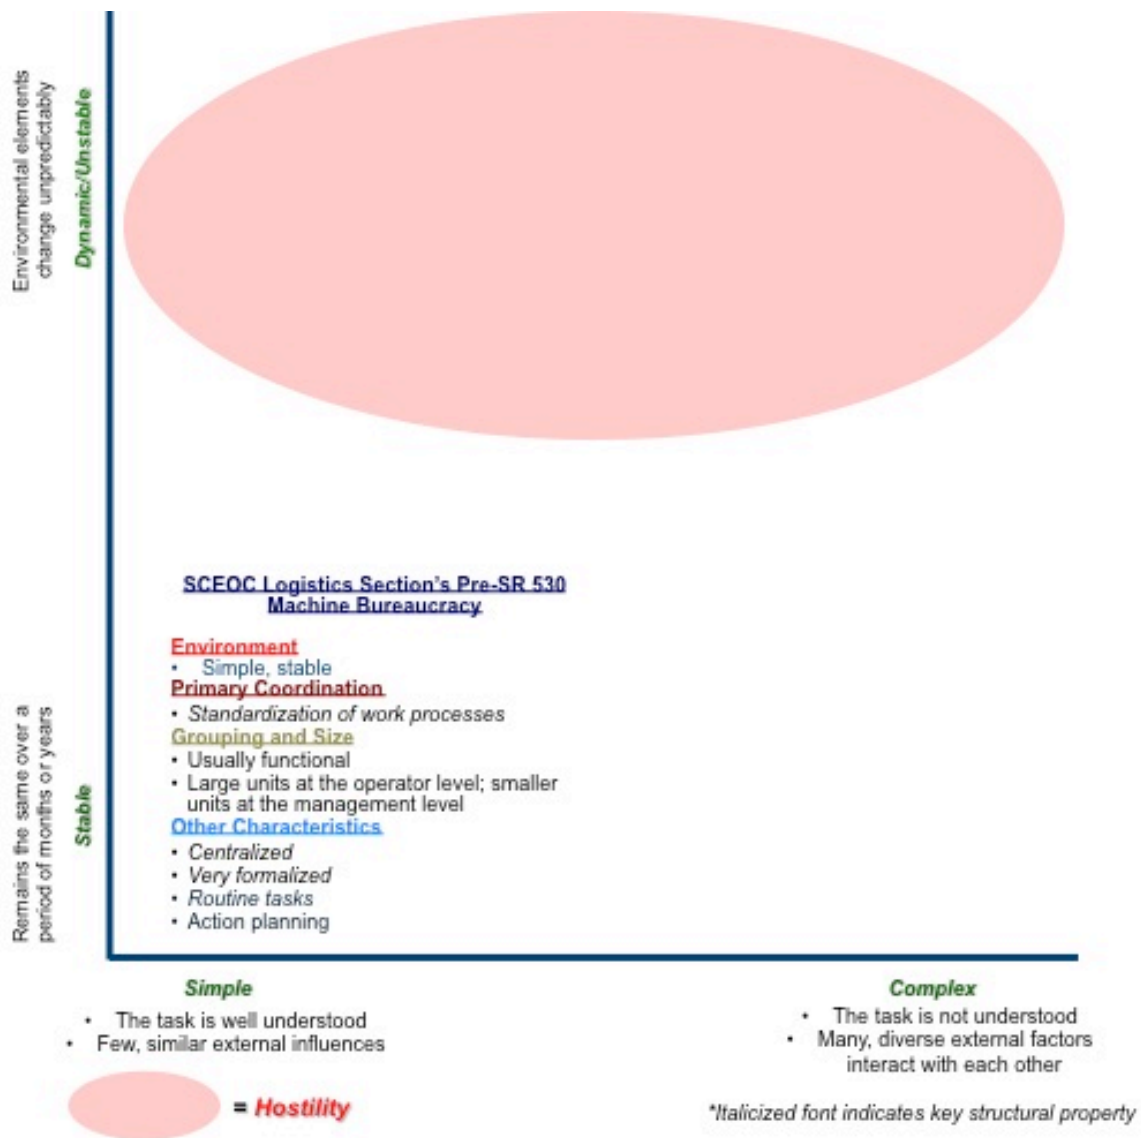 Environmental elements
change unpredictably
Dynamic/Unstable
SCEOC Logistics Section's Pre-SR 530
Machine Bureaucracy
Environment
• Simple, stable
Primary Coordination
• Standardization of work processes
Grouping and Size
• Usually functional
• Large units at the operator level; smaller
units at the management level
Other Characteristics
• Centralized
• Very formalized
• Routine tasks
• Action planning
Remains the same over a
period of months or years
Stable
Simple
• The task is well understood
• Few, similar external influences
Complex
• The task is not understood
• Many, diverse external factors
interact with each other
= Hostility
*Italicized font indicates key structural property